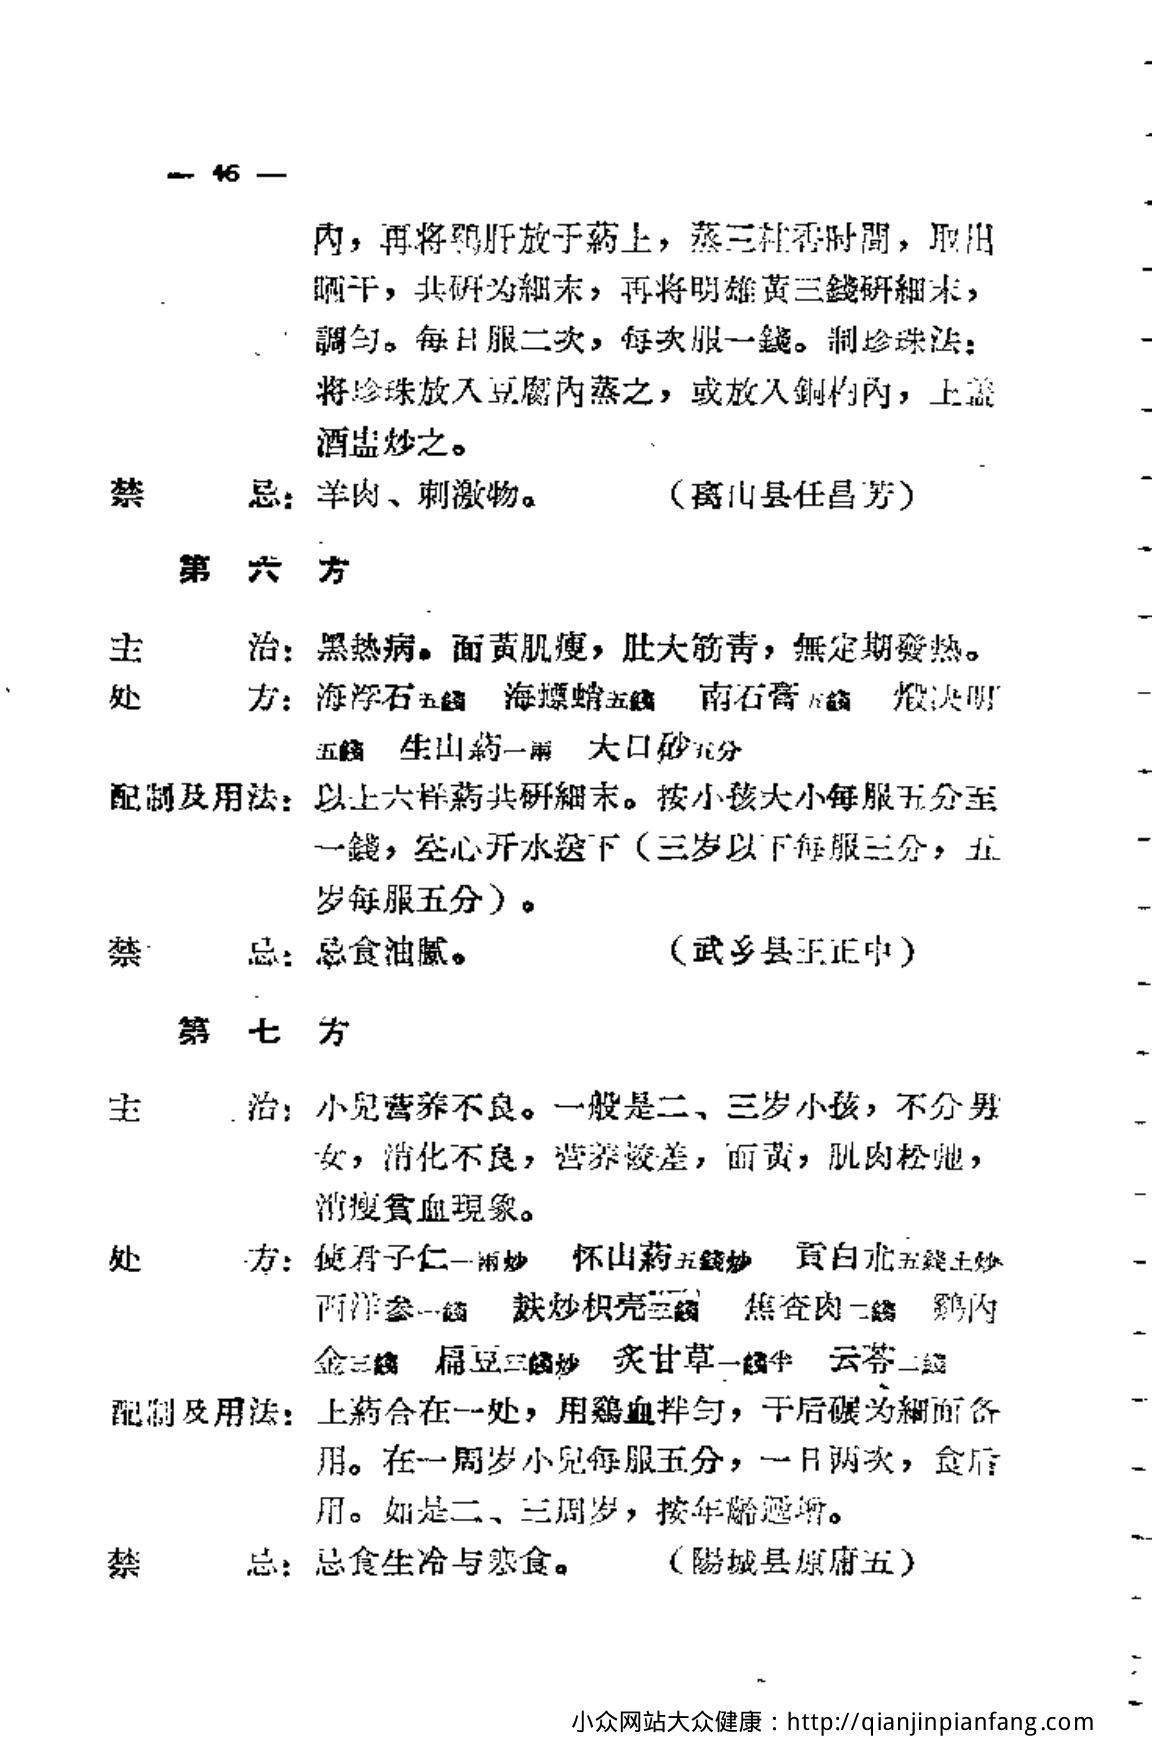 — 46 —
內，再将鷄肝放于葯上，蒸三柱香时間，取出
晒干，共研为細末，再将明雄黃三錢研細末，
調匀。每日服二次，每次服一錢。制珍珠法：
将珍珠放入豆腐內蒸之，或放入銅杓內，上盖
酒盅炒之。
禁　忌：羊肉、刺激物。　（离山县任昌芳）
第六方
主　治：黑热病。面黃肌瘦，肚大筋青，無定期發热。
处　方：海浮石五錢　海螵蛸五錢　南石膏五錢　煅决明
五錢　生山葯一兩　大口砂五分
配制及用法：以上六样葯共研細末。按小孩大小每服五分至
一錢，空心开水送下（三岁以下每服三分，五
岁每服五分）。
禁　忌：忌食油膩。　（武乡县王正中）
第七方
主　治：小兒营养不良。一般是二、三岁小孩，不分男
女，消化不良，营养較差，面黃，肌肉松弛，
消瘦貧血現象。
处　方：使君子仁一兩炒　怀山葯五錢炒　貢白朮五錢土炒
西洋参一錢　麸炒枳壳三錢　焦查肉二錢　鷄內
金三錢　扁豆三錢炒　炙甘草一錢半　云苓二錢
配制及用法：上葯合在一处，用鷄血拌匀，干后碾为細面备
用。在一周岁小兒每服五分，一日两次，食后
用。如是二、三周岁，按年齡遞增。
禁　忌：忌食生冷与寒食。　（陽城县原府五）
小众网站大众健康：http://qianjinpianfang.com